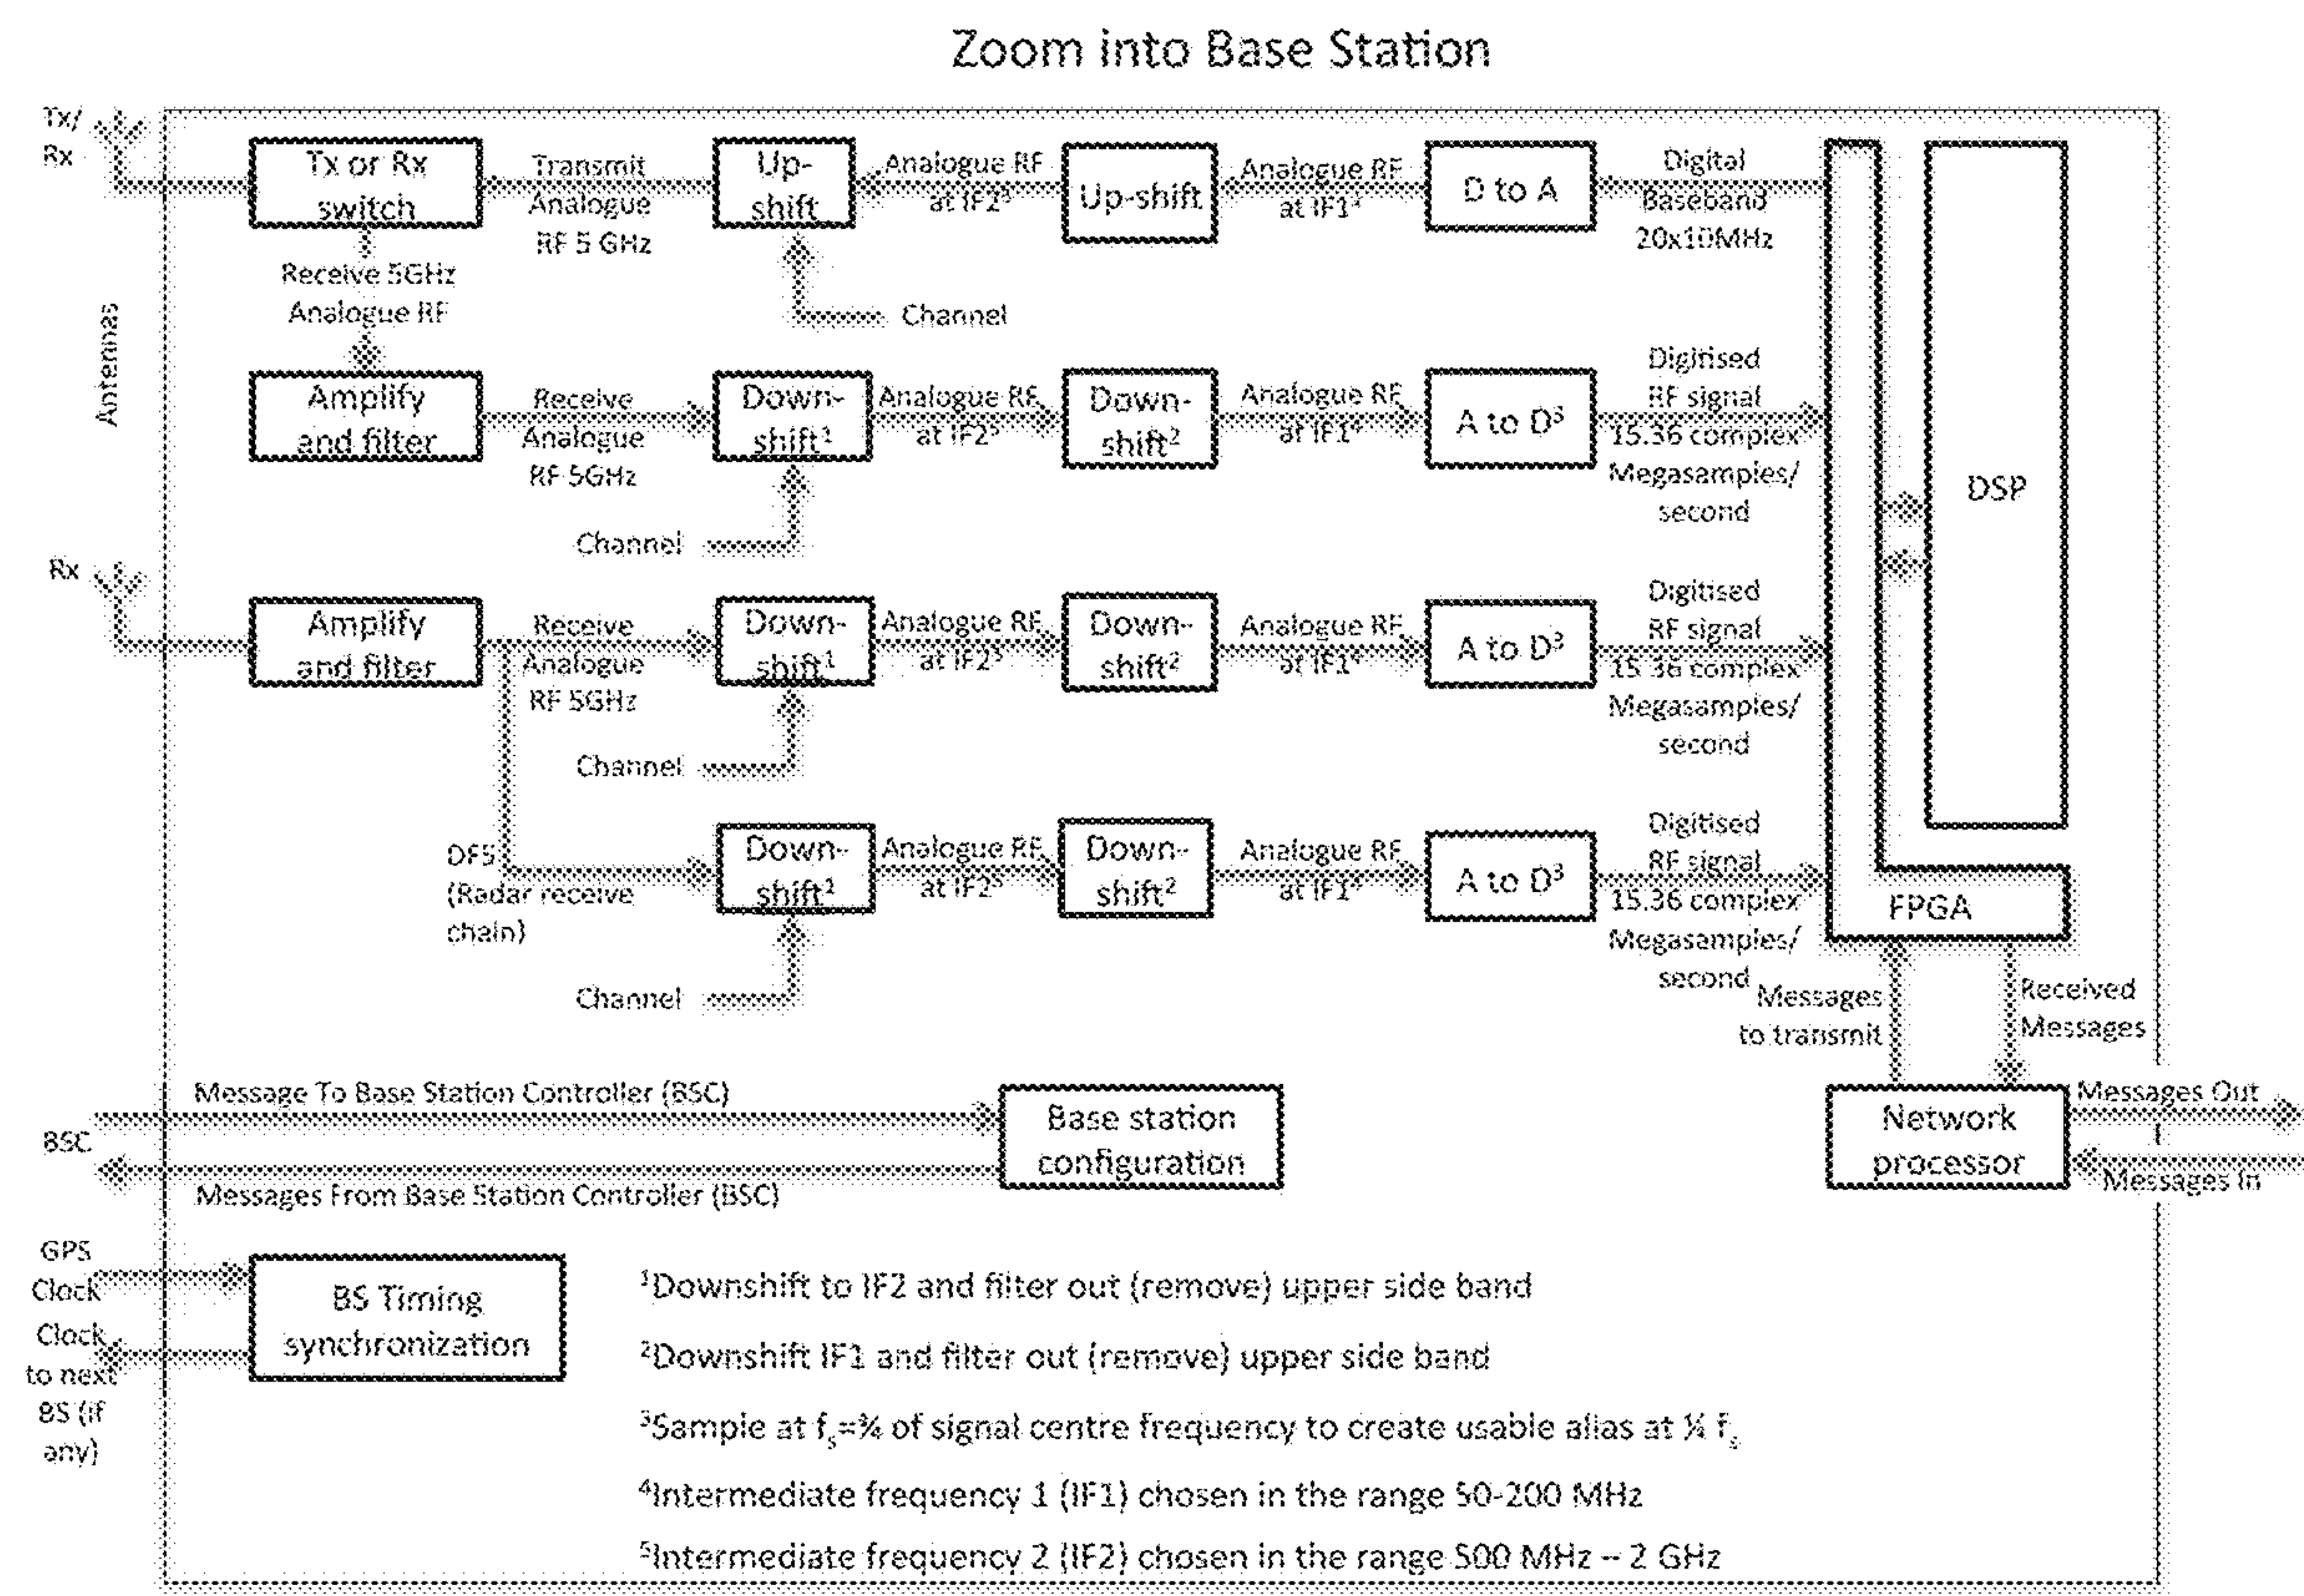 Zoom into Base Station
Tx/
Rx
Tx or Rx
switch
Transmit
Analogue
RF 5 GHz
Up-
shift
Analogue RF
at IF2⁵
Up-shift
Analogue RF
at IF1⁴
D to A
Digital
Baseband
20x10MHz
Receive 5GHz
Analogue RF
Channel
Antennas
Amplify
and filter
Receive
Analogue
RF 5GHz
Down-
shift¹
Analogue RF
at IF2⁵
Down-
shift²
Analogue RF
at IF1⁴
A to D³
Digitised
RF signal
15.36 complex
Megasamples/
second
DSP
Channel
Rx
Amplify
and filter
Receive
Analogue
RF 5GHz
Down-
shift¹
Analogue RF
at IF2⁵
Down-
shift²
Analogue RF
at IF1⁴
A to D³
Digitised
RF signal
15.36 complex
Megasamples/
second
Channel
DFS
(Radar receive
chain)
Down-
shift¹
Analogue RF
at IF2⁵
Down-
shift²
Analogue RF
at IF1⁴
A to D³
Digitised
RF signal
15.36 complex
Megasamples/
second
FPGA
Channel
Messages
to transmit
Received
Messages
Message To Base Station Controller (BSC)
BSC
Messages From Base Station Controller (BSC)
Base station
configuration
Network
processor
Messages Out
Messages In
GPS
Clock
Clock
to next
BS (if
any)
BS Timing
synchronization
¹Downshift to IF2 and filter out (remove) upper side band
²Downshift IF1 and filter out (remove) upper side band
³Sample at fₛ=¾ of signal centre frequency to create usable alias at ¼ fₛ
⁴Intermediate frequency 1 (IF1) chosen in the range 50-200 MHz
⁵Intermediate frequency 2 (IF2) chosen in the range 500 MHz – 2 GHz